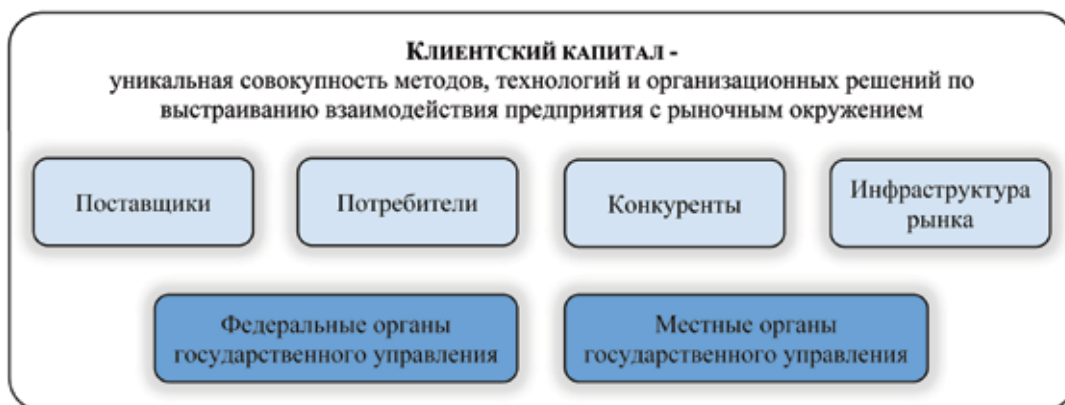 КЛИЕНТСКИЙ КАПИТАЛ -
уникальная совокупность методов, технологий и организационных решений по
выстраиванию взаимодействия предприятия с рыночным окружением
Поставщики
Потребители
Конкуренты
Инфраструктура
рынка
Федеральные органы
государственного управления
Местные органы
государственного управления